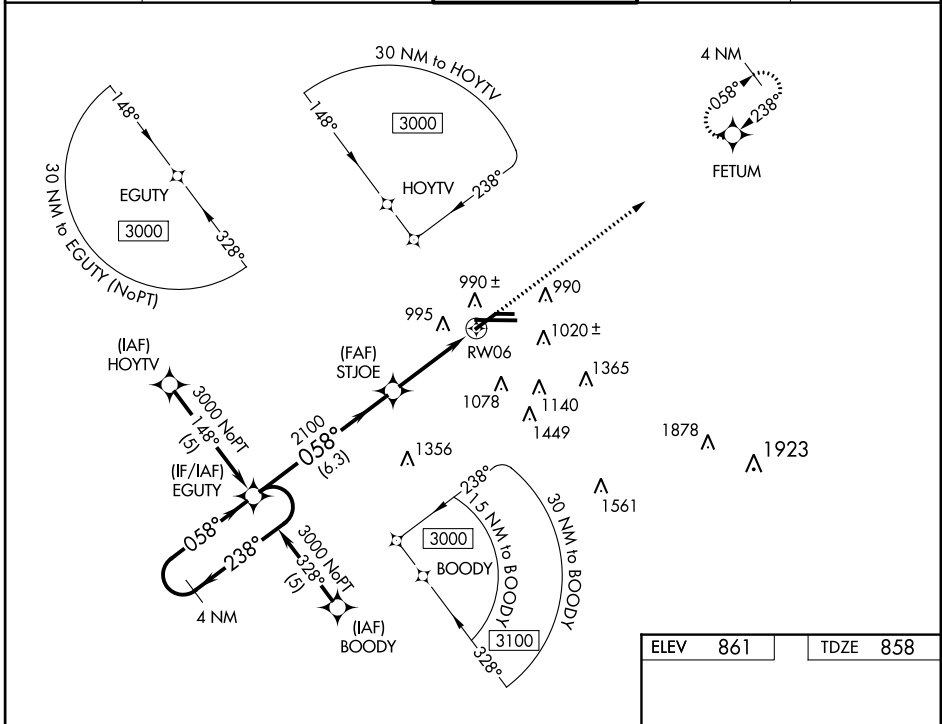 30 NM to HOYTV
4 NM
058°
238°
FETUM
148°
3000
HOYTV
238°
148°
EGUTY
3000
328°
30 NM to EGUTY (NoPT)
990 ±
990
995
1020 ±
RW06
(IAF)
HOYTV
(FAF)
STJOE
1365
1078
1140
1449
3000 NoPT
148°
(5)
2100
058°
(6.3)
1356
1878
1923
(IF/IAF)
EGUTY
1561
238°
15 NM to BOODY
30 NM to BOODY
3000
BOODY
3100
328°
058°
238°
3000 NoPT
328°
(5)
4 NM
(IAF)
BOODY
ELEV 861
TDZE 858